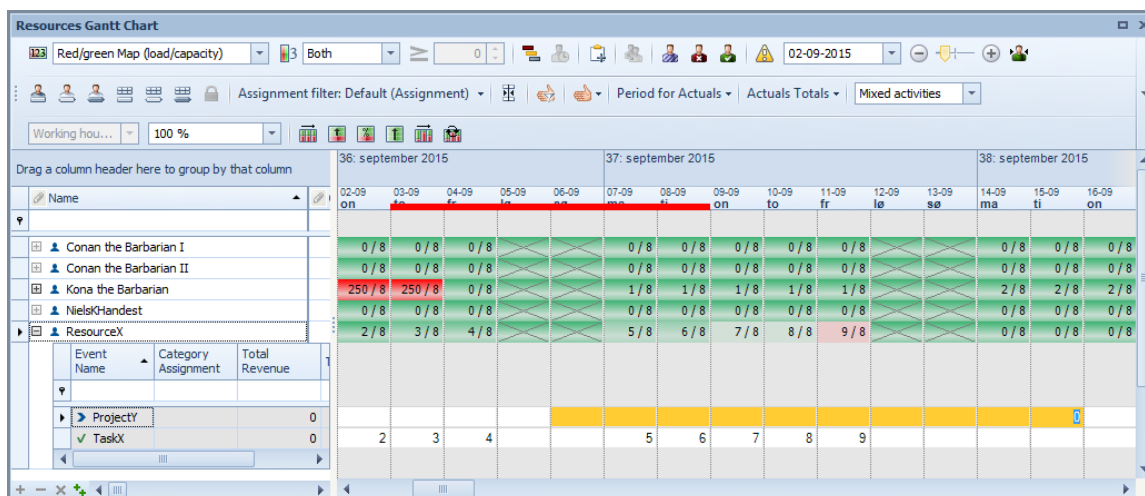 Resources Gantt Chart
123 Red/green Map (load/capacity) 3 Both 0 02-09-2015
Assignment filter: Default (Assignment) Period for Actuals Actuals Totals Mixed activities
Working hou... 100 %
Drag a column header here to group by that column 36: september 2015 37: september 2015 38: september 2015
Name 02-09 03-09 04-09 05-09 06-09 07-09 08-09 09-09 10-09 11-09 12-09 13-09 14-09 15-09 16-09
on to fr lø sø ma ti on to fr lø sø ma ti on
Conan the Barbarian I 0 / 8 0 / 8 0 / 8 0 / 8 0 / 8 0 / 8 0 / 8 0 / 8 0 / 8 0 / 8 0 / 8
Conan the Barbarian II 0 / 8 0 / 8 0 / 8 0 / 8 0 / 8 0 / 8 0 / 8 0 / 8 0 / 8 0 / 8 0 / 8
Kona the Barbarian 250 / 8 250 / 8 0 / 8 1 / 8 1 / 8 1 / 8 1 / 8 1 / 8 2 / 8 2 / 8 2 / 8
NielsKHandest 0 / 8 0 / 8 0 / 8 0 / 8 0 / 8 0 / 8 0 / 8 0 / 8 0 / 8 0 / 8 0 / 8
ResourceX 2 / 8 3 / 8 4 / 8 5 / 8 6 / 8 7 / 8 8 / 8 9 / 8 0 / 8 0 / 8 0 / 8
Event Name Category Assignment Total Revenue
ProjectY 0 0
TaskX 0 2 3 4 5 6 7 8 9